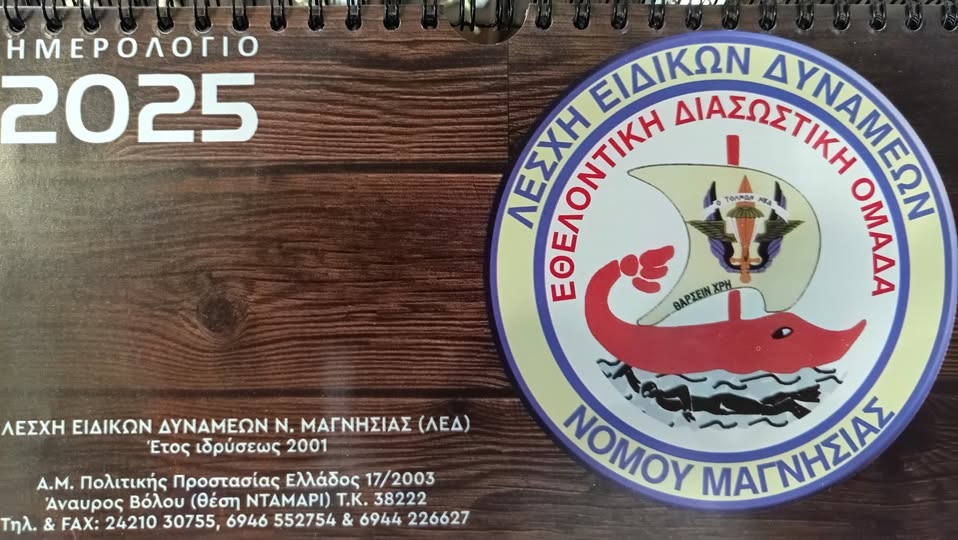 ΗΜΕΡΟΛΟΓΙΟ
2025
ΛΕΣΧΗ ΕΙΔΙΚΩΝ ΔΥΝΑΜΕΩΝ
ΕΘΕΛΟΝΤΙΚΗ ΔΙΑΣΩΣΤΙΚΗ ΟΜΑΔΑ
Ο ΤΟΛΜΩΝ ΝΙΚΑ
ΘΑΡΣΕΙΝ ΧΡΗ
ΝΟΜΟΥ ΜΑΓΝΗΣΙΑΣ
ΛΕΣΧΗ ΕΙΔΙΚΩΝ ΔΥΝΑΜΕΩΝ Ν. ΜΑΓΝΗΣΙΑΣ (ΛΕΔ)
Έτος ιδρύσεως 2001
Α.Μ. Πολιτικής Προστασίας Ελλάδος 17/2003
Άναυρος Βόλου (θέση ΝΤΑΜΑΡΙ) Τ.Κ. 38222
Τηλ. & FAX: 24210 30755, 6946 552754 & 6944 226627